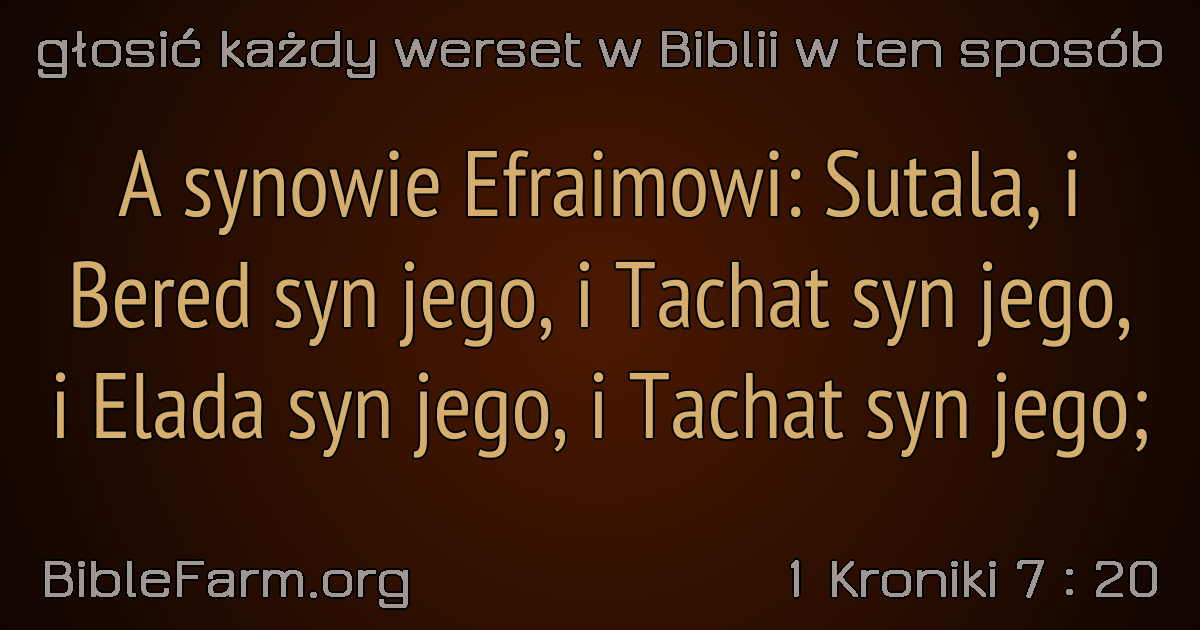 głosić każdy werset w Biblii w ten sposób
A synowie Efraimowi: Sutala, i
Bered syn jego, i Tachat syn jego,
i Elada syn jego, i Tachat syn jego;
BibleFarm.org
1 Kroniki 7 : 20